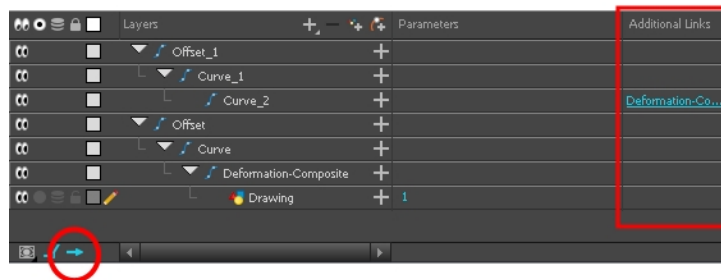 Layers Parameters Additional Links
Offset_1
Curve_1
Curve_2 Deformation-Co...
Offset
Curve
Deformation-Composite
Drawing 1